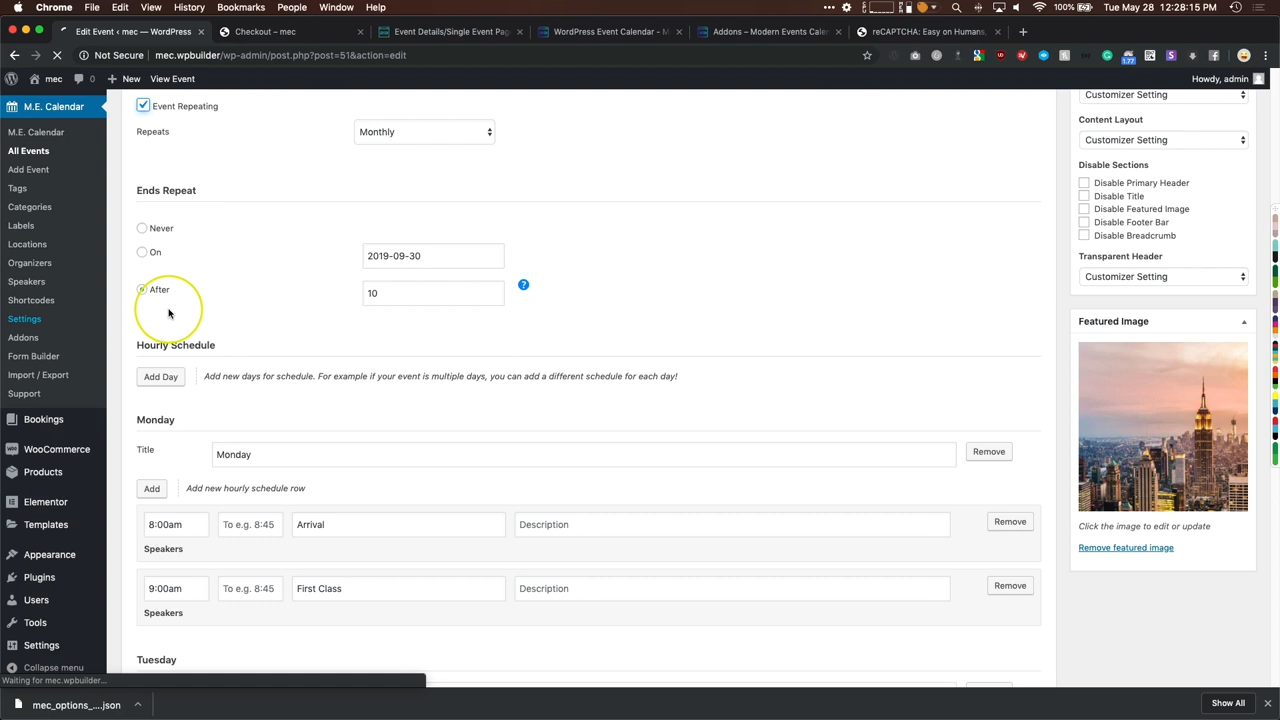 Chrome File Edit View History Bookmarks People Window Help
100% Tue May 28 12:28:15 PM
Edit Event ‹ mec — WordPress
Checkout – mec
Event Details/Single Event Pag
WordPress Event Calendar - M
Addons – Modern Events Cale
reCAPTCHA: Easy on Humans,
Not Secure mec.wpbuilder/wp-admin/post.php?post=51&action=edit
1.77
mec 0 New View Event
Howdy, admin
M.E. Calendar
M.E. Calendar
All Events
Add Event
Tags
Categories
Labels
Locations
Organizers
Speakers
Shortcodes
Settings
Addons
Form Builder
Import / Export
Support
Bookings
WooCommerce
Products
Elementor
Templates
Appearance
Plugins
Users
Tools
Settings
Collapse menu
Event Repeating
Repeats Monthly
Ends Repeat
Never
On 2019-09-30
After 10 ?
Hourly Schedule
Add Day Add new days for schedule. For example if your event is multiple days, you can add a different schedule for each day!
Monday
Title Monday Remove
Add Add new hourly schedule row
8:00am To e.g. 8:45 Arrival Description Remove
Speakers
9:00am To e.g. 8:45 First Class Description Remove
Speakers
Tuesday
Customizer Setting
Content Layout
Customizer Setting
Disable Sections
Disable Primary Header
Disable Title
Disable Featured Image
Disable Footer Bar
Disable Breadcrumb
Transparent Header
Customizer Setting
Featured Image
Click the image to edit or update
Remove featured image
Waiting for mec.wpbuilder...
mec_options_....json
Show All